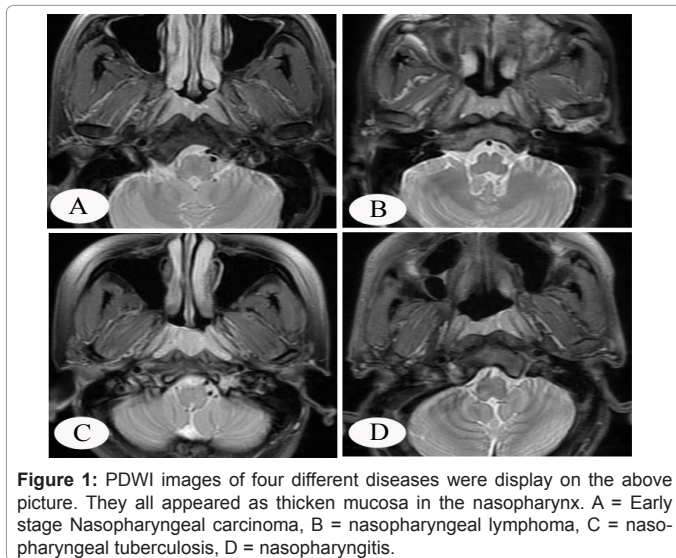 A
B
C
D
Figure 1: PDWI images of four different diseases were display on the above
picture. They all appeared as thicken mucosa in the nasopharynx. A = Early
stage Nasopharyngeal carcinoma, B = nasopharyngeal lymphoma, C = naso-
pharyngeal tuberculosis, D = nasopharyngitis.